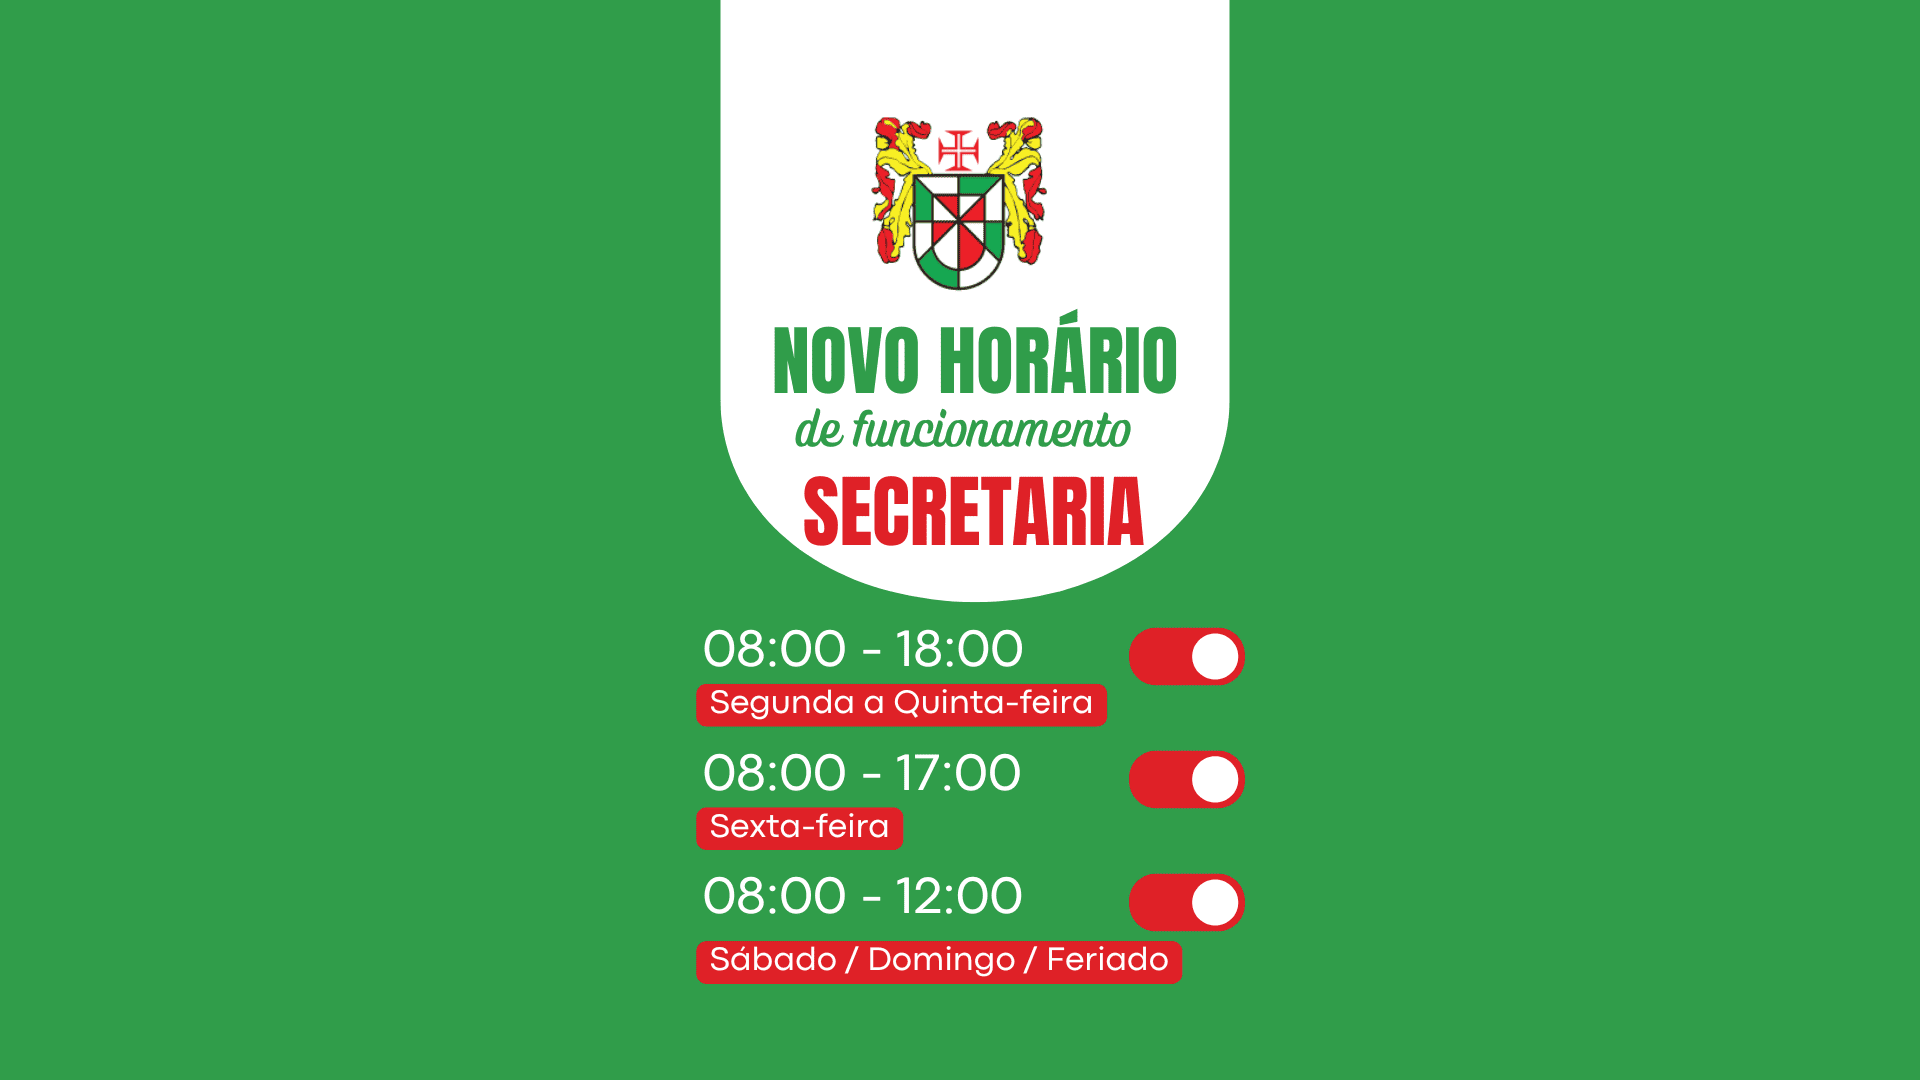 NOVO HORÁRIO
de funcionamento
SECRETARIA
08:00 - 18:00
Segunda a Quinta-feira
08:00 - 17:00
Sexta-feira
08:00 - 12:00
Sábado / Domingo / Feriado